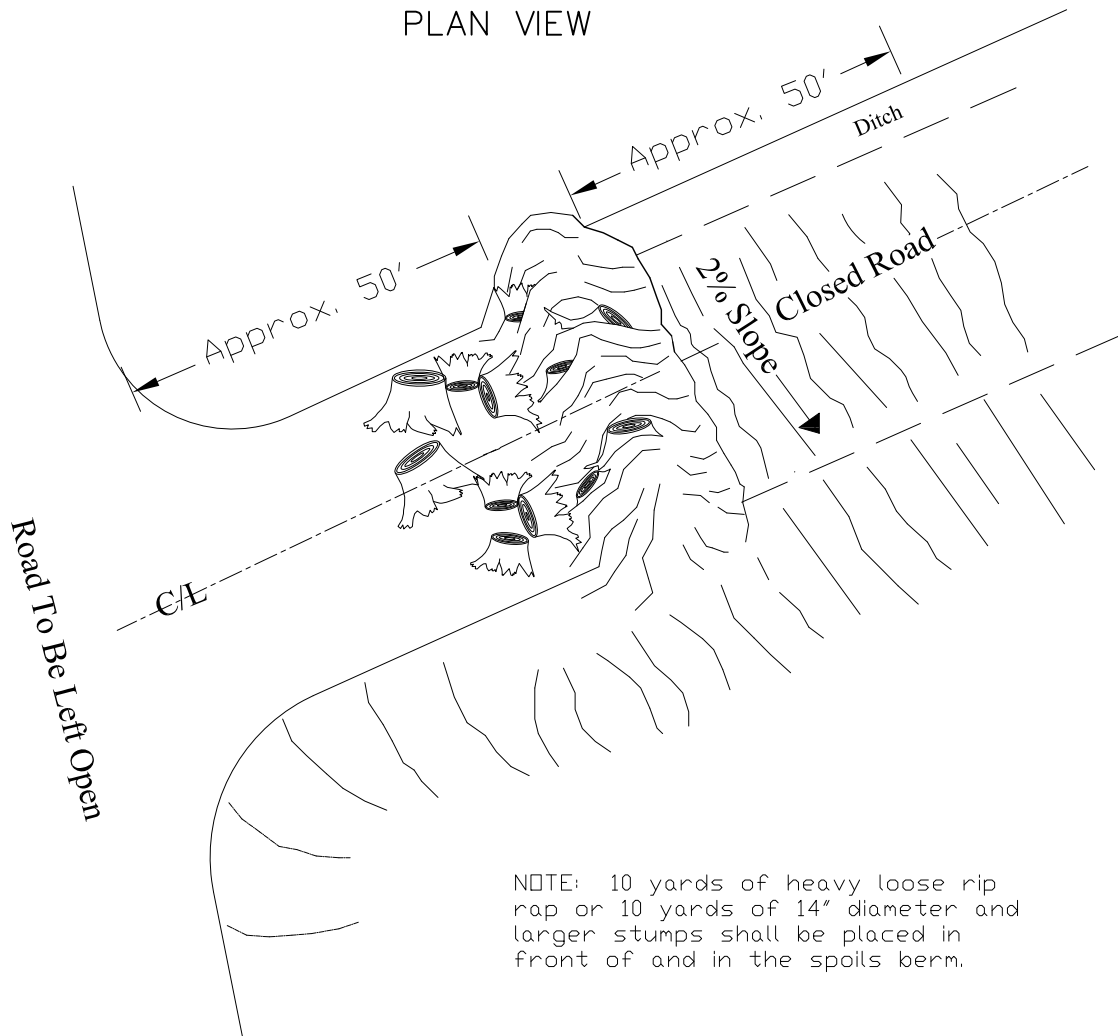 PLAN VIEW
Approx. 50'
Ditch
Approx. 50'
2% Slope
Closed Road
C/L
Road To Be Left Open
NOTE: 10 yards of heavy loose rip
rap or 10 yards of 14" diameter and
larger stumps shall be placed in
front of and in the spoils berm.